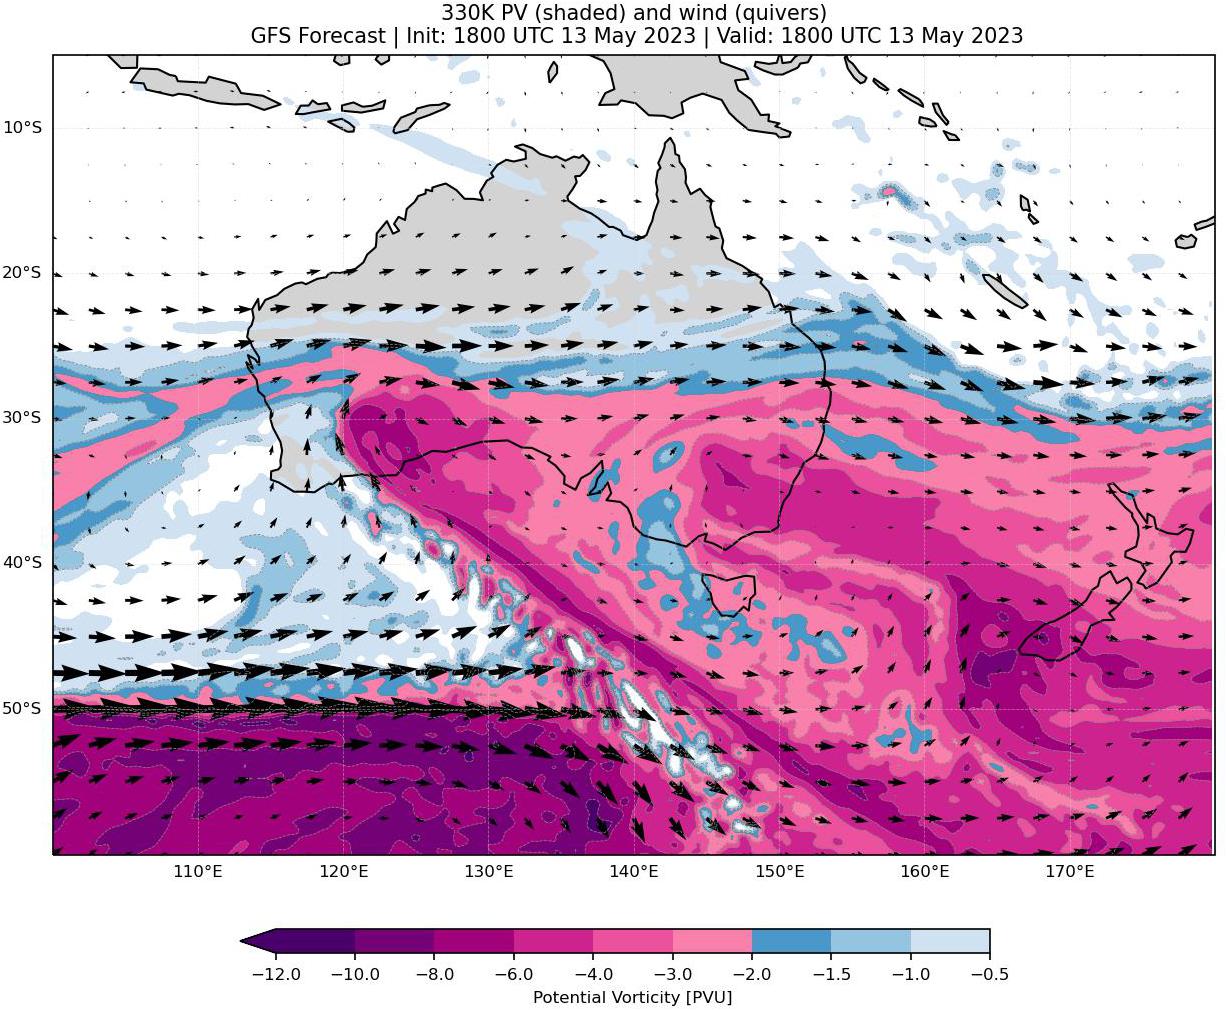 330K PV (shaded) and wind (quivers)
GFS Forecast | Init: 1800 UTC 13 May 2023 | Valid: 1800 UTC 13 May 2023
10°S
20°S
30°S
40°S
50°S
110°E 120°E 130°E 140°E 150°E 160°E 170°E
−12.0 −10.0 −8.0 −6.0 −4.0 −3.0 −2.0 −1.5 −1.0 −0.5
Potential Vorticity [PVU]